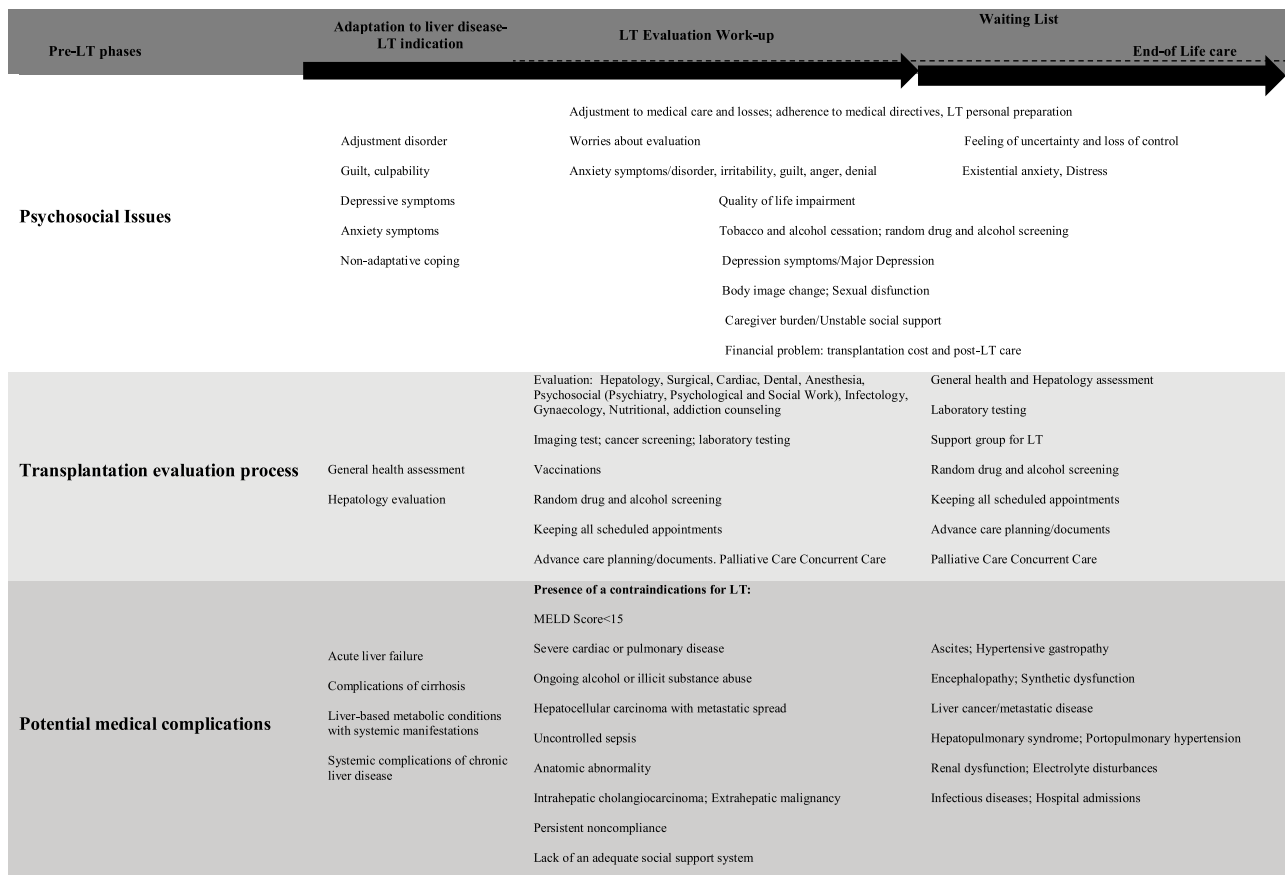 Pre-LT phases
Adaptation to liver disease-
LT indication
LT Evaluation Work-up
Waiting List
End-of Life care
Psychosocial Issues
Adjustment disorder
Guilt, culpability
Depressive symptoms
Anxiety symptoms
Non-adaptative coping
Adjustment to medical care and losses; adherence to medical directives, LT personal preparation
Worries about evaluation
Feeling of uncertainty and loss of control
Anxiety symptoms/disorder, irritability, guilt, anger, denial
Existential anxiety, Distress
Quality of life impairment
Tobacco and alcohol cessation; random drug and alcohol screening
Depression symptoms/Major Depression
Body image change; Sexual disfunction
Caregiver burden/Unstable social support
Financial problem: transplantation cost and post-LT care
Transplantation evaluation process
General health assessment
Hepatology evaluation
Evaluation: Hepatology, Surgical, Cardiac, Dental, Anesthesia,
Psychosocial (Psychiatry, Psychological and Social Work), Infectology,
Gynaecology, Nutritional, addiction counseling
Imaging test; cancer screening; laboratory testing
Vaccinations
Random drug and alcohol screening
Keeping all scheduled appointments
Advance care planning/documents. Palliative Care Concurrent Care
General health and Hepatology assessment
Laboratory testing
Support group for LT
Random drug and alcohol screening
Keeping all scheduled appointments
Advance care planning/documents
Palliative Care Concurrent Care
Potential medical complications
Acute liver failure
Complications of cirrhosis
Liver-based metabolic conditions
with systemic manifestations
Systemic complications of chronic
liver disease
Presence of a contraindications for LT:
MELD Score<15
Severe cardiac or pulmonary disease
Ongoing alcohol or illicit substance abuse
Hepatocellular carcinoma with metastatic spread
Uncontrolled sepsis
Anatomic abnormality
Intrahepatic cholangiocarcinoma; Extrahepatic malignancy
Persistent noncompliance
Lack of an adequate social support system
Ascites; Hypertensive gastropathy
Encephalopathy; Synthetic dysfunction
Liver cancer/metastatic disease
Hepatopulmonary syndrome; Portopulmonary hypertension
Renal dysfunction; Electrolyte disturbances
Infectious diseases; Hospital admissions